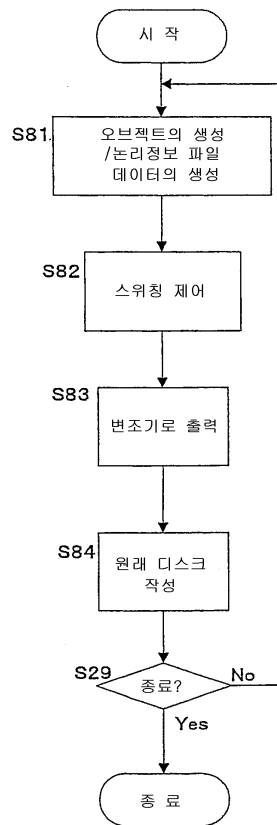 시 작
S81
오브젝트의 생성
/논리정보 파일
데이터의 생성
S82
스위칭 제어
S83
변조기로 출력
S84
원래 디스크
작성
S29
종료?
No
Yes
종 료